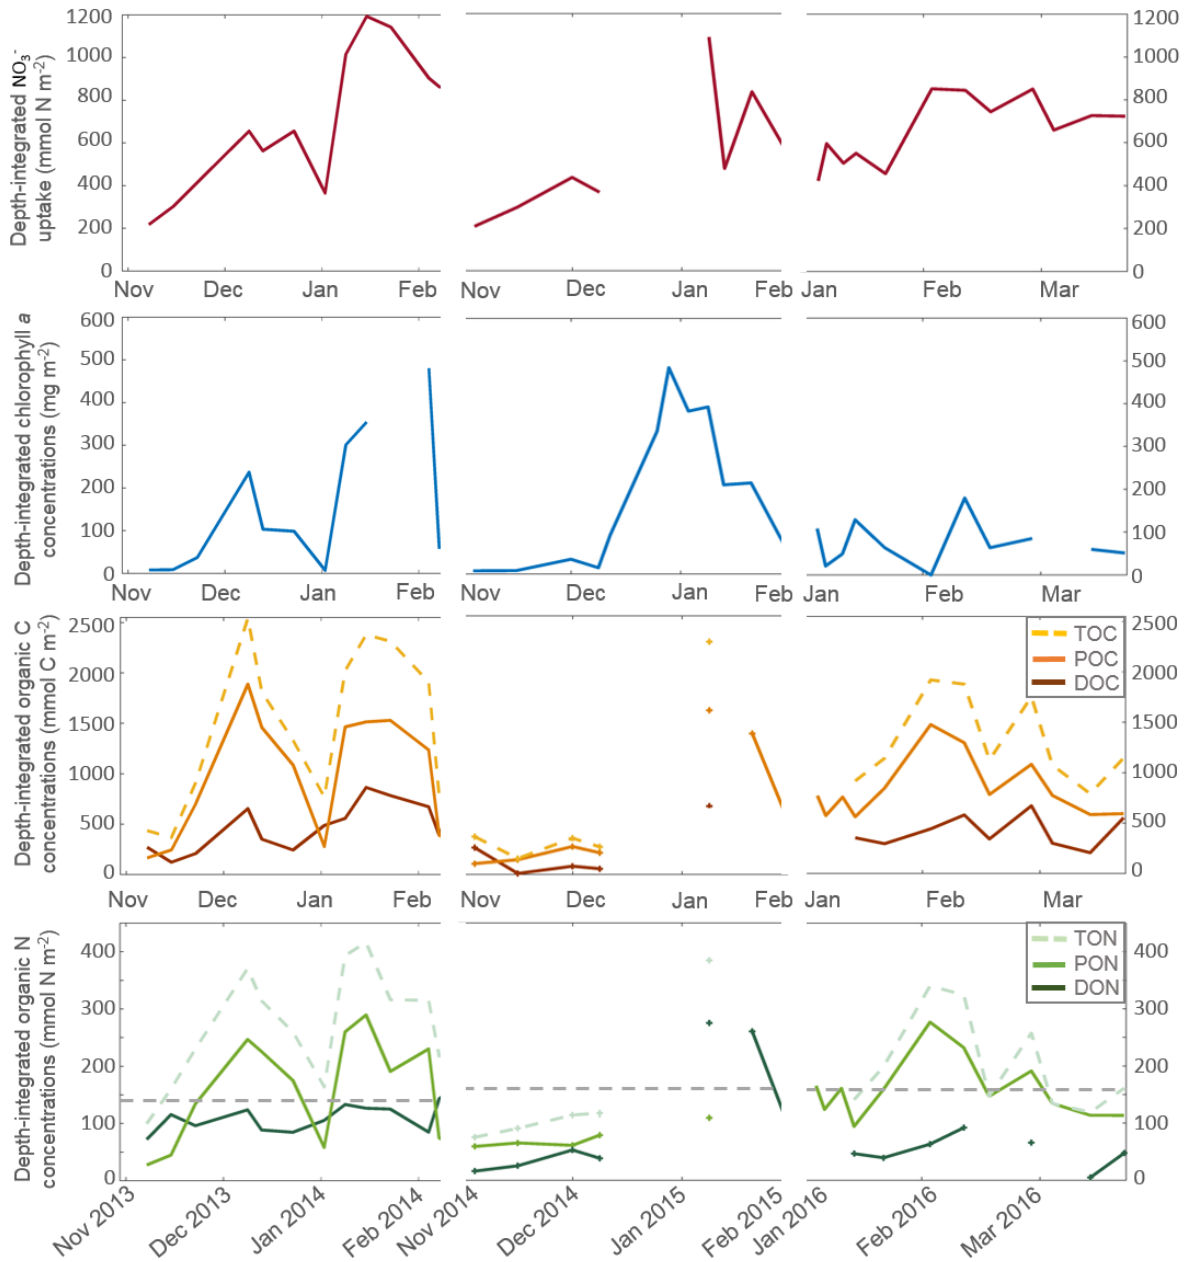 Depth-integrated NO₃⁻
uptake (mmol N m⁻²)
1200
1000
800
600
400
200
0
1200
1000
800
600
400
200
0
Nov
Dec
Jan
Feb
Nov
Dec
Jan
Feb
Jan
Feb
Mar
Depth-integrated chlorophyll a
concentrations (mg m⁻²)
600
500
400
300
200
100
0
600
500
400
300
200
100
0
Nov
Dec
Jan
Feb
Nov
Dec
Jan
Feb
Jan
Feb
Mar
Depth-integrated organic C
concentrations (mmol C m⁻²)
2500
2000
1500
1000
500
0
TOC
POC
DOC
2500
2000
1500
1000
500
0
Nov
Dec
Jan
Feb
Nov
Dec
Jan
Feb
Jan
Feb
Mar
Depth-integrated organic N
concentrations (mmol N m⁻²)
400
300
200
100
0
TON
PON
DON
400
300
200
100
0
Nov 2013
Dec 2013
Jan 2014
Feb 2014
Nov 2014
Dec 2014
Jan 2015
Feb 2015
Jan 2016
Feb 2016
Mar 2016